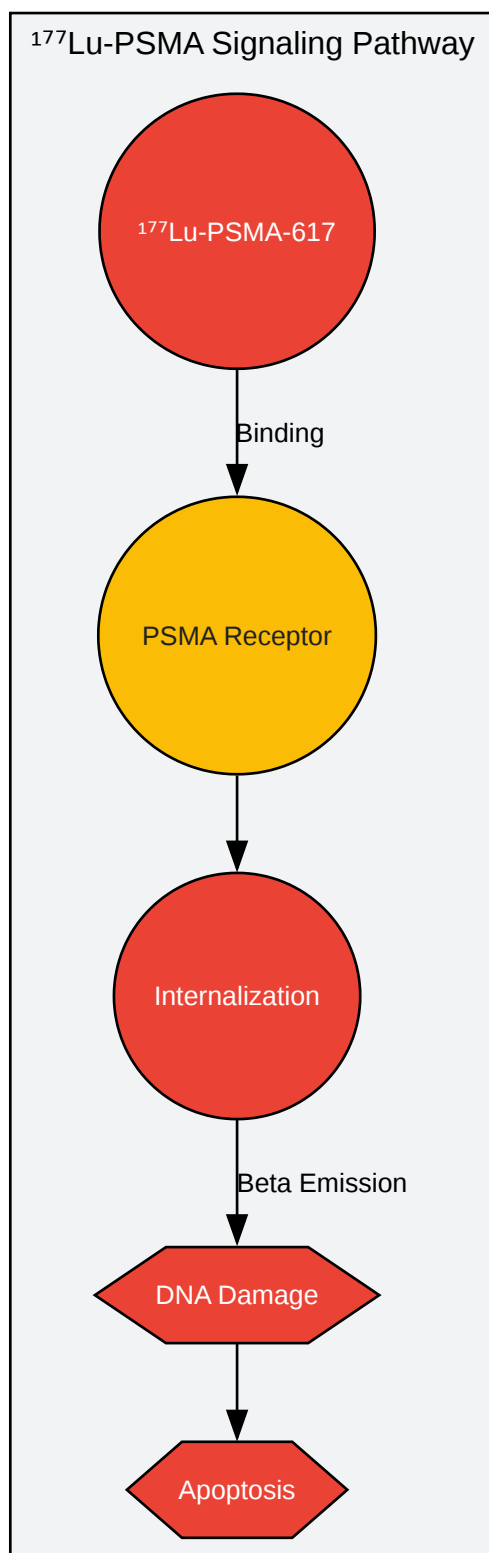 ¹⁷⁷Lu-PSMA Signaling Pathway
¹⁷⁷Lu-PSMA-617
Binding
PSMA Receptor
Internalization
Beta Emission
DNA Damage
Apoptosis